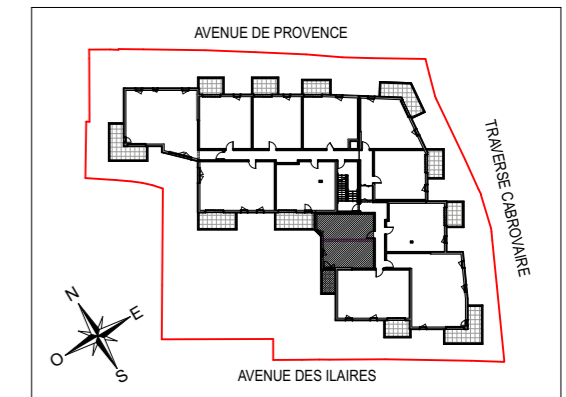 AVENUE DE PROVENCE
TRAVERSE CABROVAIRE
N
E
O
S
AVENUE DES ILAIRES